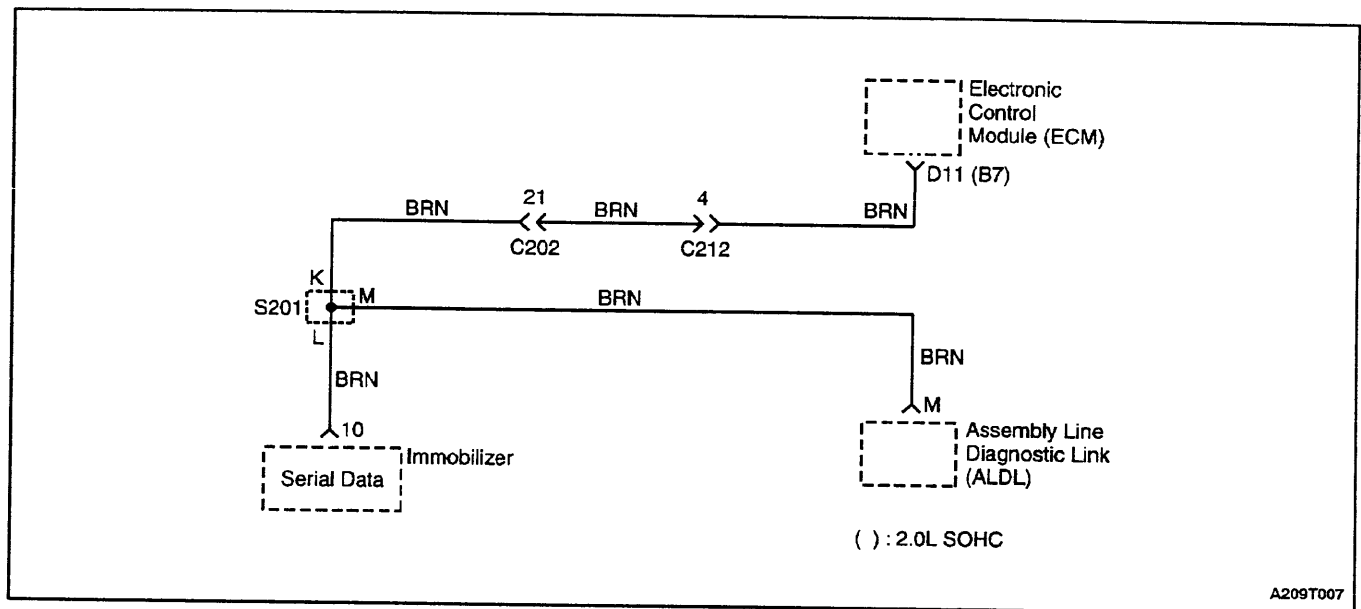 Electronic
Control
Module (ECM)
D11 (B7)
21
4
BRN
BRN
BRN
C202
C212
K
S201
M
BRN
L
BRN
BRN
10
M
Immobilizer
Serial Data
Assembly Line
Diagnostic Link
(ALDL)
( ) : 2.0L SOHC
A209T007